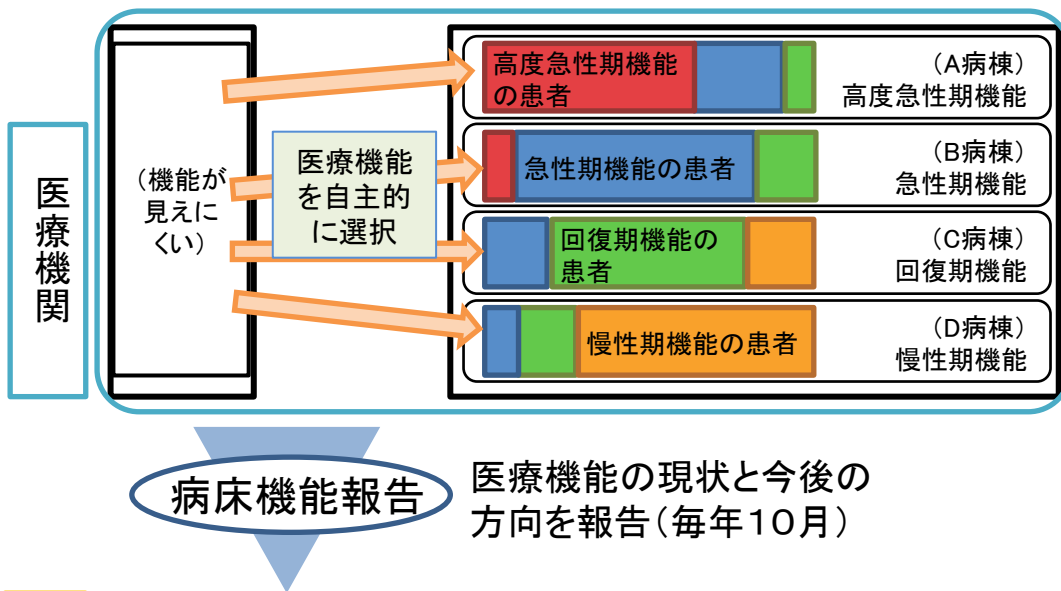 医療機関
(機能が
見えに
くい)
医療機能
を自主的
に選択
高度急性期機能
の患者
(A病棟)
高度急性期機能
急性期機能の患者
(B病棟)
急性期機能
回復期機能の
患者
(C病棟)
回復期機能
慢性期機能の患者
(D病棟)
慢性期機能
病床機能報告
医療機能の現状と今後の
方向を報告(毎年10月)